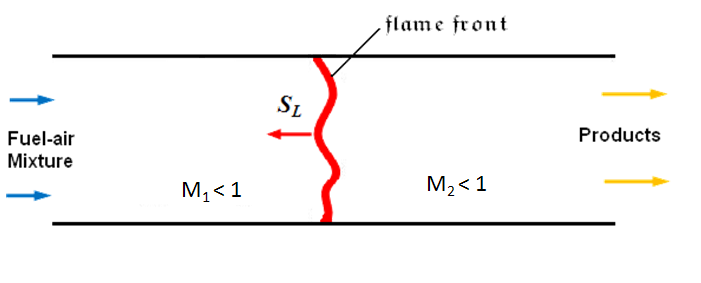 flame front
S_L
Fuel-air
Mixture
Products
M₁ < 1
M₂ < 1